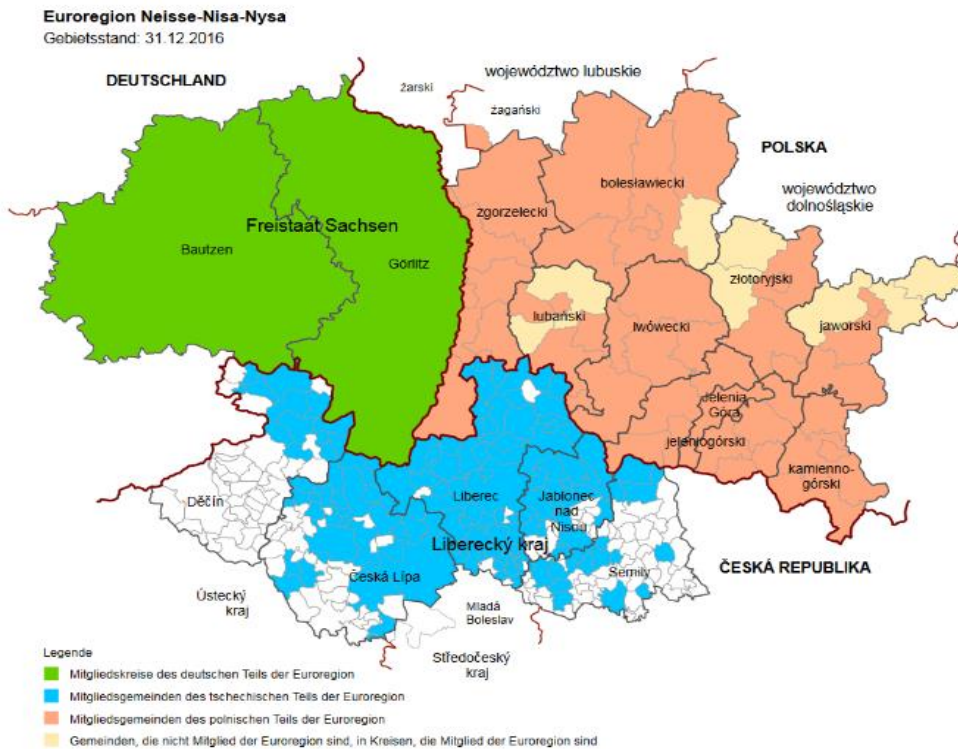 Euroregion Neisse-Nisa-Nysa
Gebietsstand: 31.12.2016
DEUTSCHLAND
żarski
województwo lubuskie
żagański
POLSKA
województwo
dolnośląskie
bolesławiecki
zgorzelecki
Freistaat Sachsen
Bautzen
Görlitz
złotoryjski
lubański
lwówecki
jaworski
Jelenia
Góra
jeleniogórski
kamienno-
górski
Děčín
Liberec
Jablonec
nad
Nisou
Liberecký kraj
Česká Lípa
Semily
ČESKÁ REPUBLIKA
Ústecký
kraj
Mladá
Boleslav
Středočeský
kraj
Legende
Mitgliedskreise des deutschen Teils der Euroregion
Mitgliedsgemeinden des tschechischen Teils der Euroregion
Mitgliedsgemeinden des polnischen Teils der Euroregion
Gemeinden, die nicht Mitglied der Euroregion sind, in Kreisen, die Mitglied der Euroregion sind